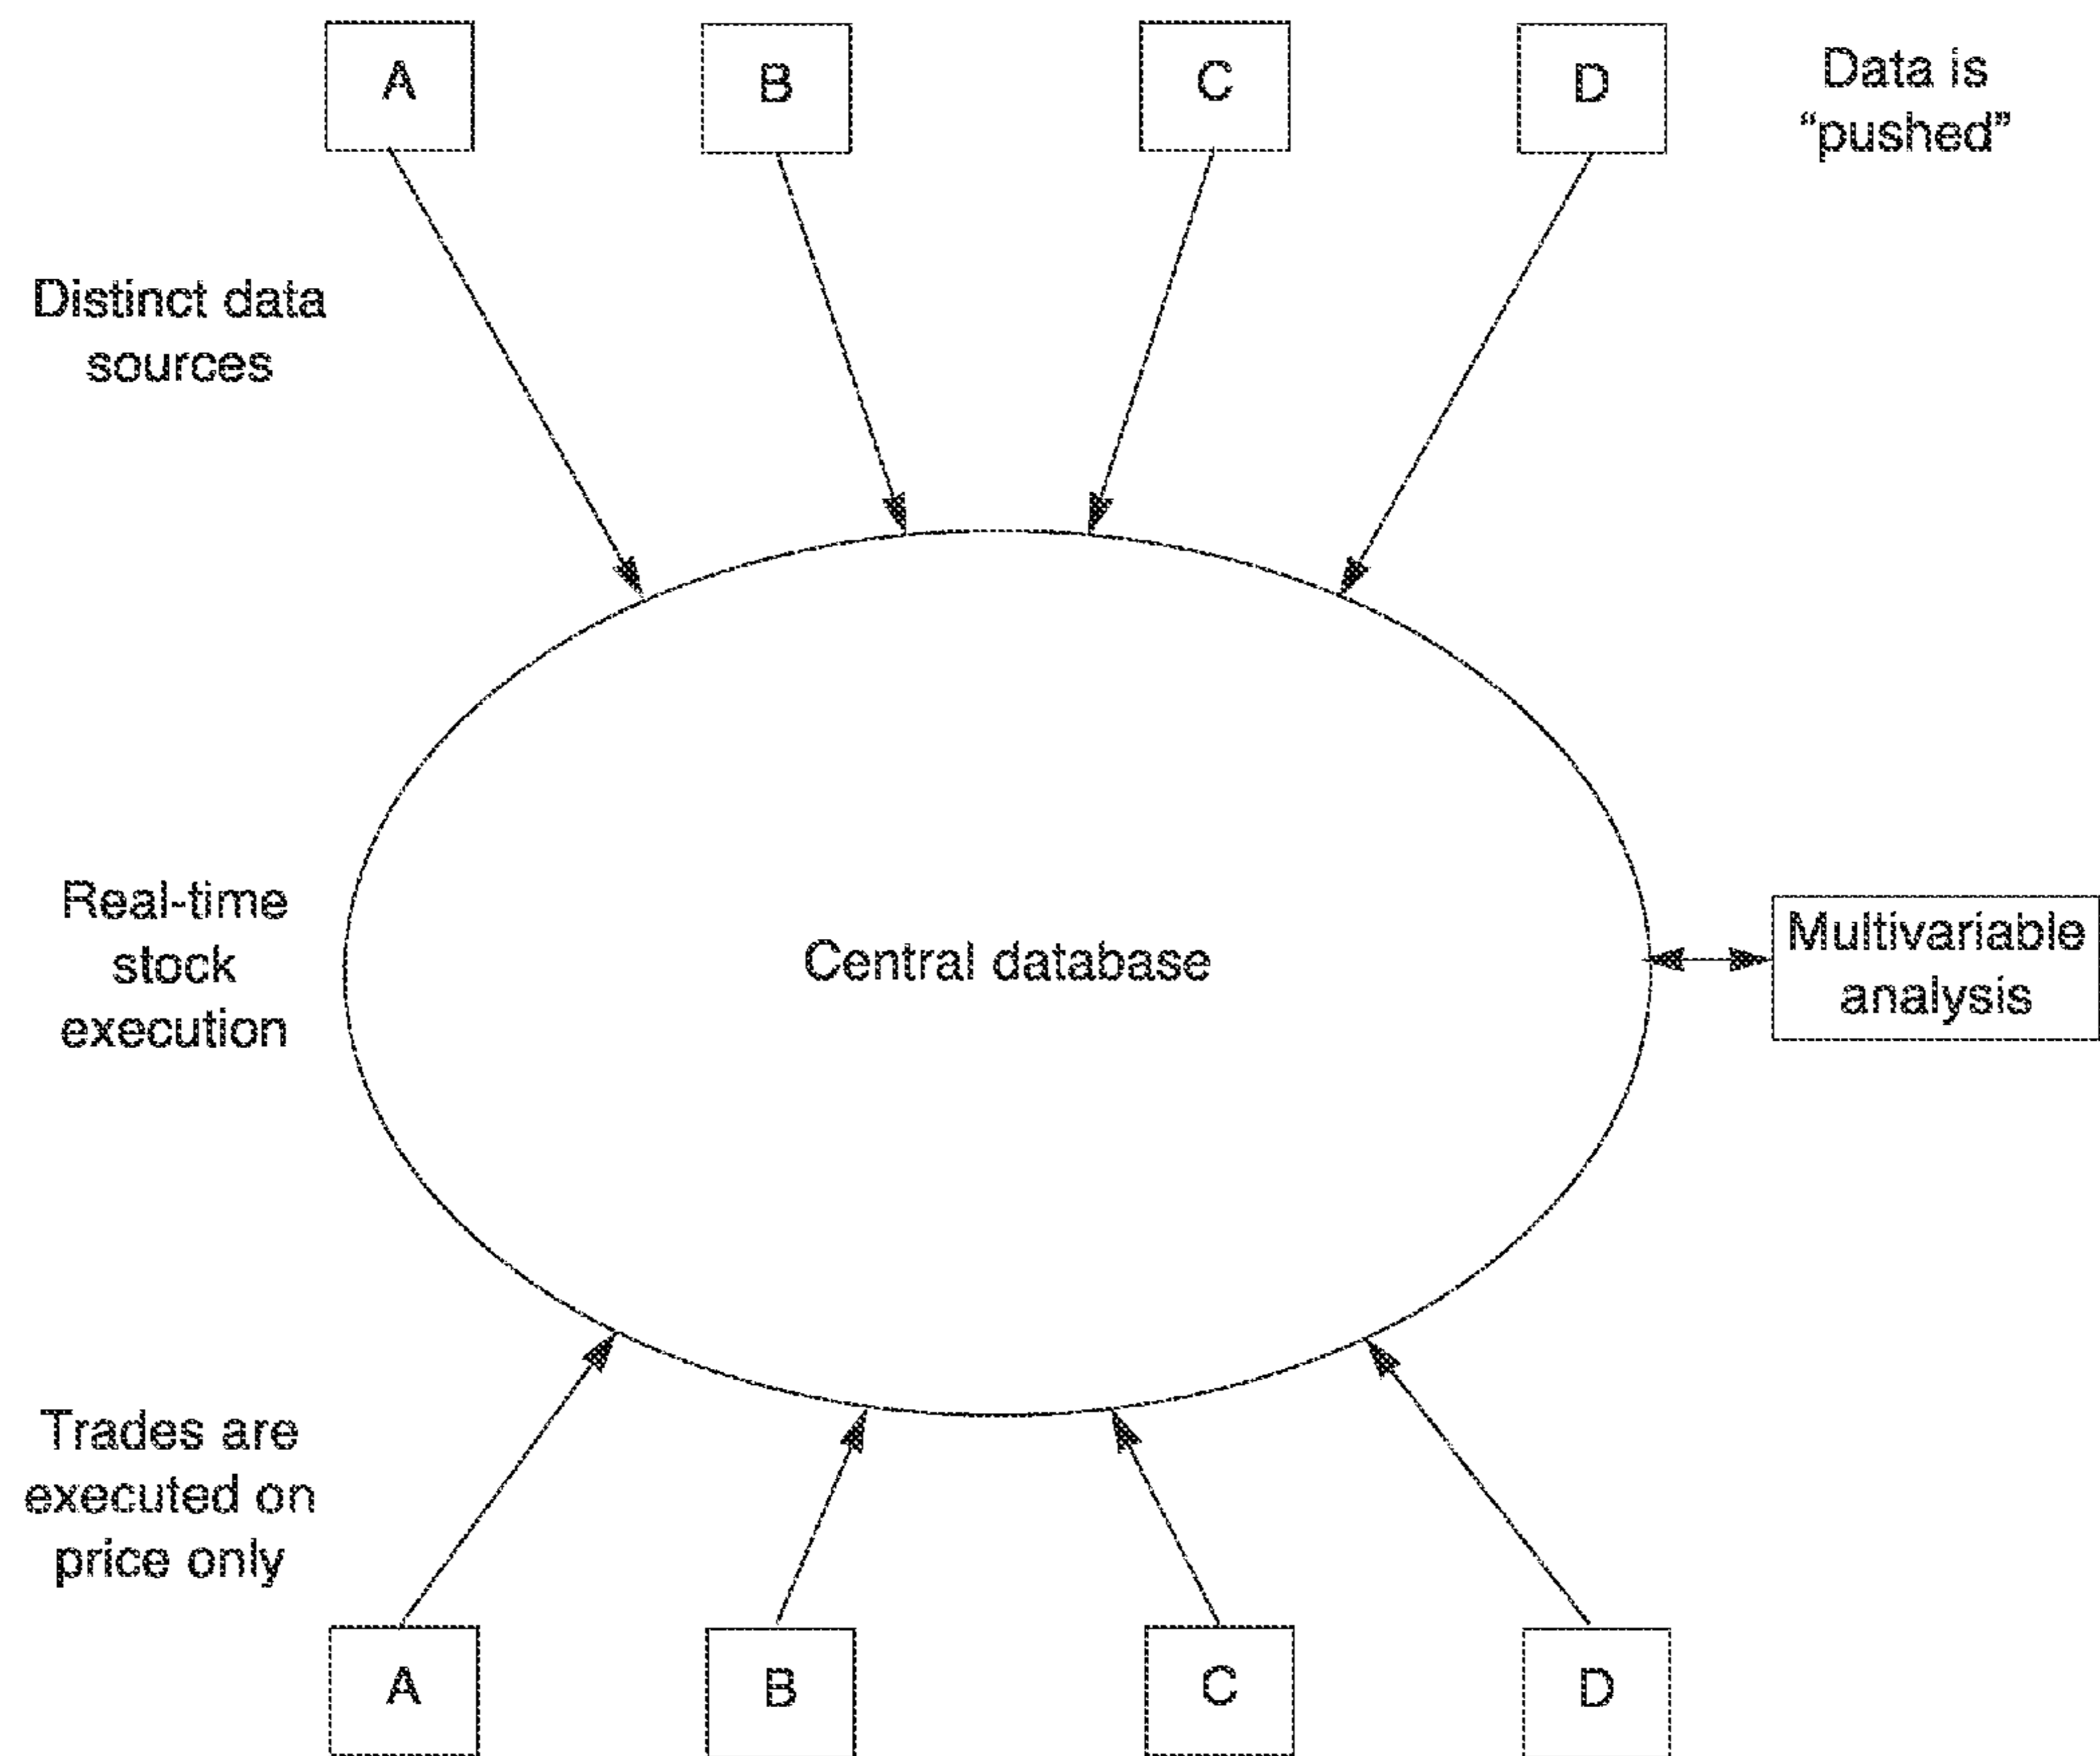 A
B
C
D
Data is
“pushed”
Distinct data
sources
Real-time
stock
execution
Central database
Multivariable
analysis
Trades are
executed on
price only
A
B
C
D